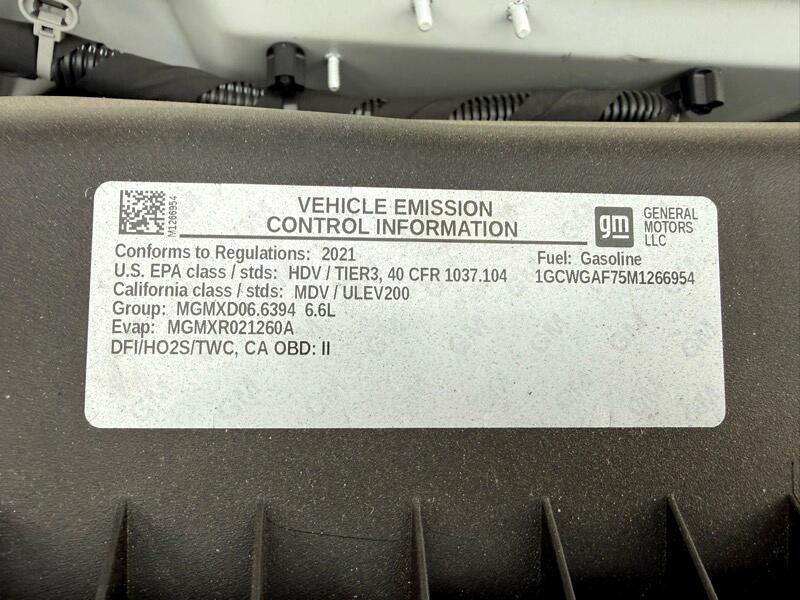 M1266954
VEHICLE EMISSION
CONTROL INFORMATION
gm
GENERAL
MOTORS
LLC
Conforms to Regulations: 2021
Fuel: Gasoline
U.S. EPA class / stds: HDV / TIER3, 40 CFR 1037.104
1GCWGAF75M1266954
California class / stds: MDV / ULEV200
Group: MGMXD06.6394 6.6L
Evap: MGMXR021260A
DFI/HO2S/TWC, CA OBD: II